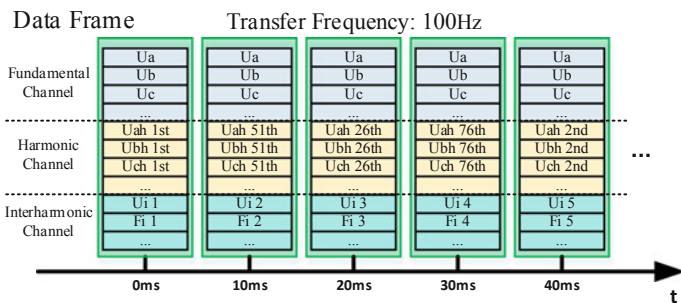 Data Frame
Transfer Frequency: 100Hz
Fundamental
Channel
Ua Ua Ua Ua Ua
Ub Ub Ub Ub Ub
Uc Uc Uc Uc Uc
... ... ... ... ...
Harmonic
Channel
Uah 1st Uah 51th Uah 26th Uah 76th Uah 2nd
Ubh 1st Ubh 51th Ubh 26th Ubh 76th Ubh 2nd
Uch 1st Uch 51th Uch 26th Uch 76th Uch 2nd
... ... ... ... ...
...
Interharmonic
Channel
Ui 1 Ui 2 Ui 3 Ui 4 Ui 5
Fi 1 Fi 2 Fi 3 Fi 4 Fi 5
... ... ... ... ...
0ms 10ms 20ms 30ms 40ms
t